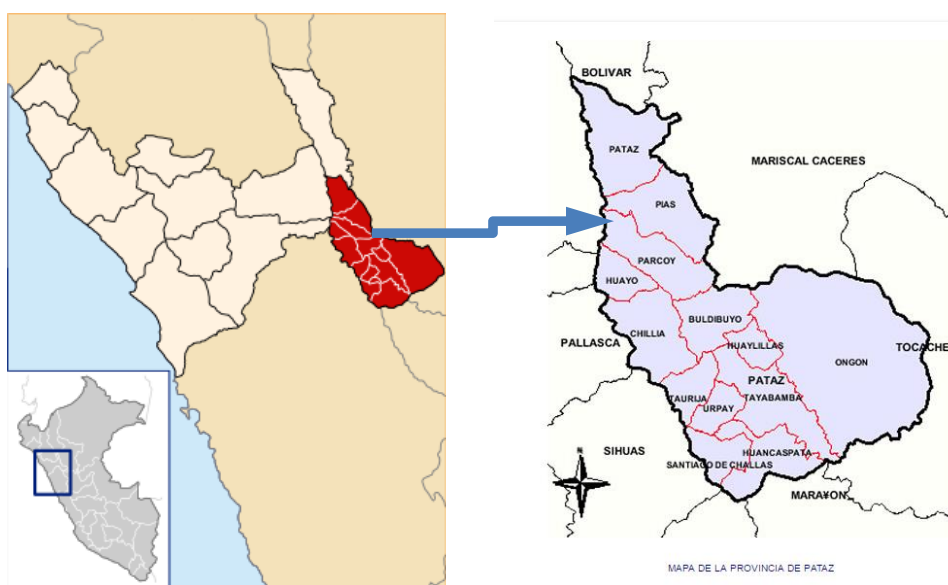 BOLIVAR
PATAZ
MARISCAL CACERES
PIAS
PARCOY
HUAYO
BULDIBUYO
CHILLIA
HUAYLILLAS
PALLASCA
TOCACHE
ONGON
PATAZ
TAURIJA
TAYABAMBA
URPAY
N
SIHUAS
HUANCASPATA
SANTIAGO DE CHALLAS
MARAÑON
MAPA DE LA PROVINCIA DE PATAZ